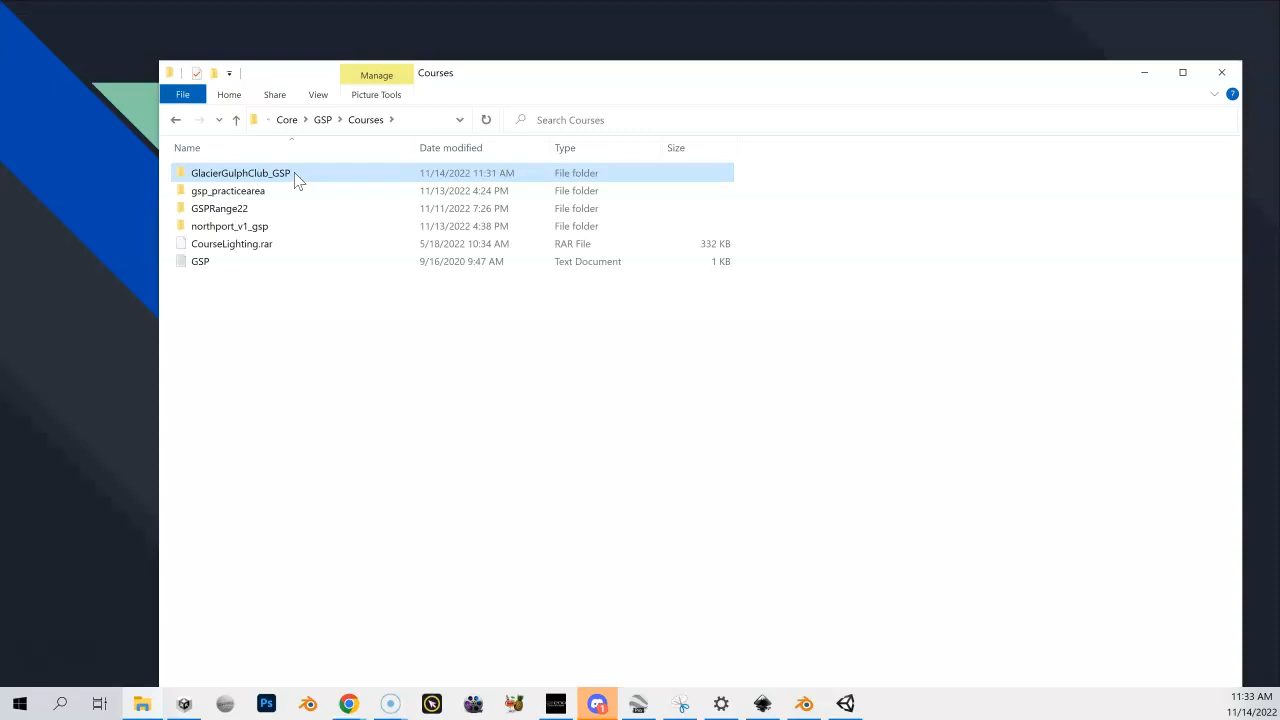 Manage Courses
File Home Share View Picture Tools
Core GSP Courses Search Courses
Name Date modified Type Size
GlacierGulphClub_GSP 11/14/2022 11:31 AM File folder
gsp_practicearea 11/13/2022 4:24 PM File folder
GSPRange22 11/11/2022 7:26 PM File folder
northport_v1_gsp 11/13/2022 4:38 PM File folder
CourseLighting.rar 5/18/2022 10:34 AM RAR File 332 KB
GSP 9/16/2020 9:47 AM Text Document 1 KB
Ps
11:33 AM
11/14/2022